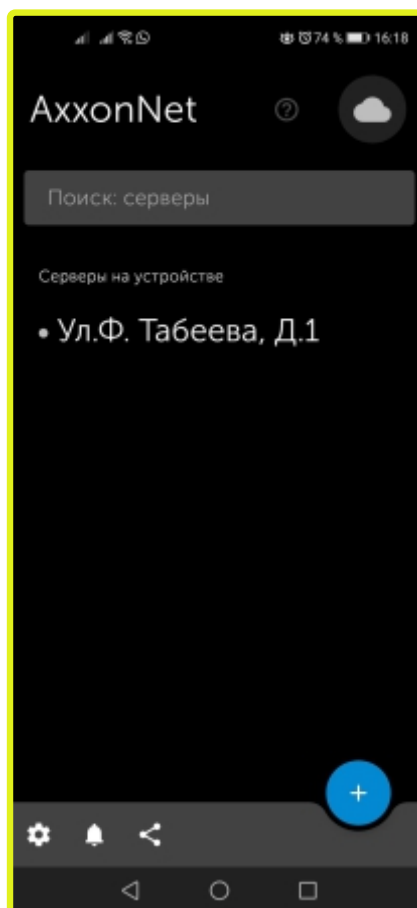 74 % 16:18
AxxonNet
Поиск: серверы
Серверы на устройстве
• Ул.Ф. Табеева, Д.1